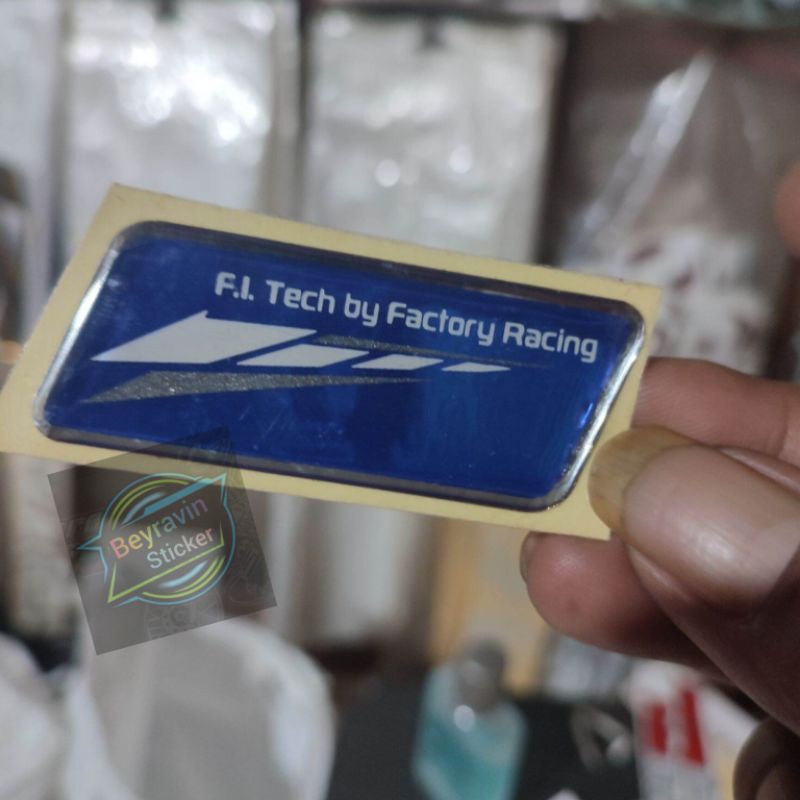 F.I. Tech by Factory Racing
Beyravin
Sticker